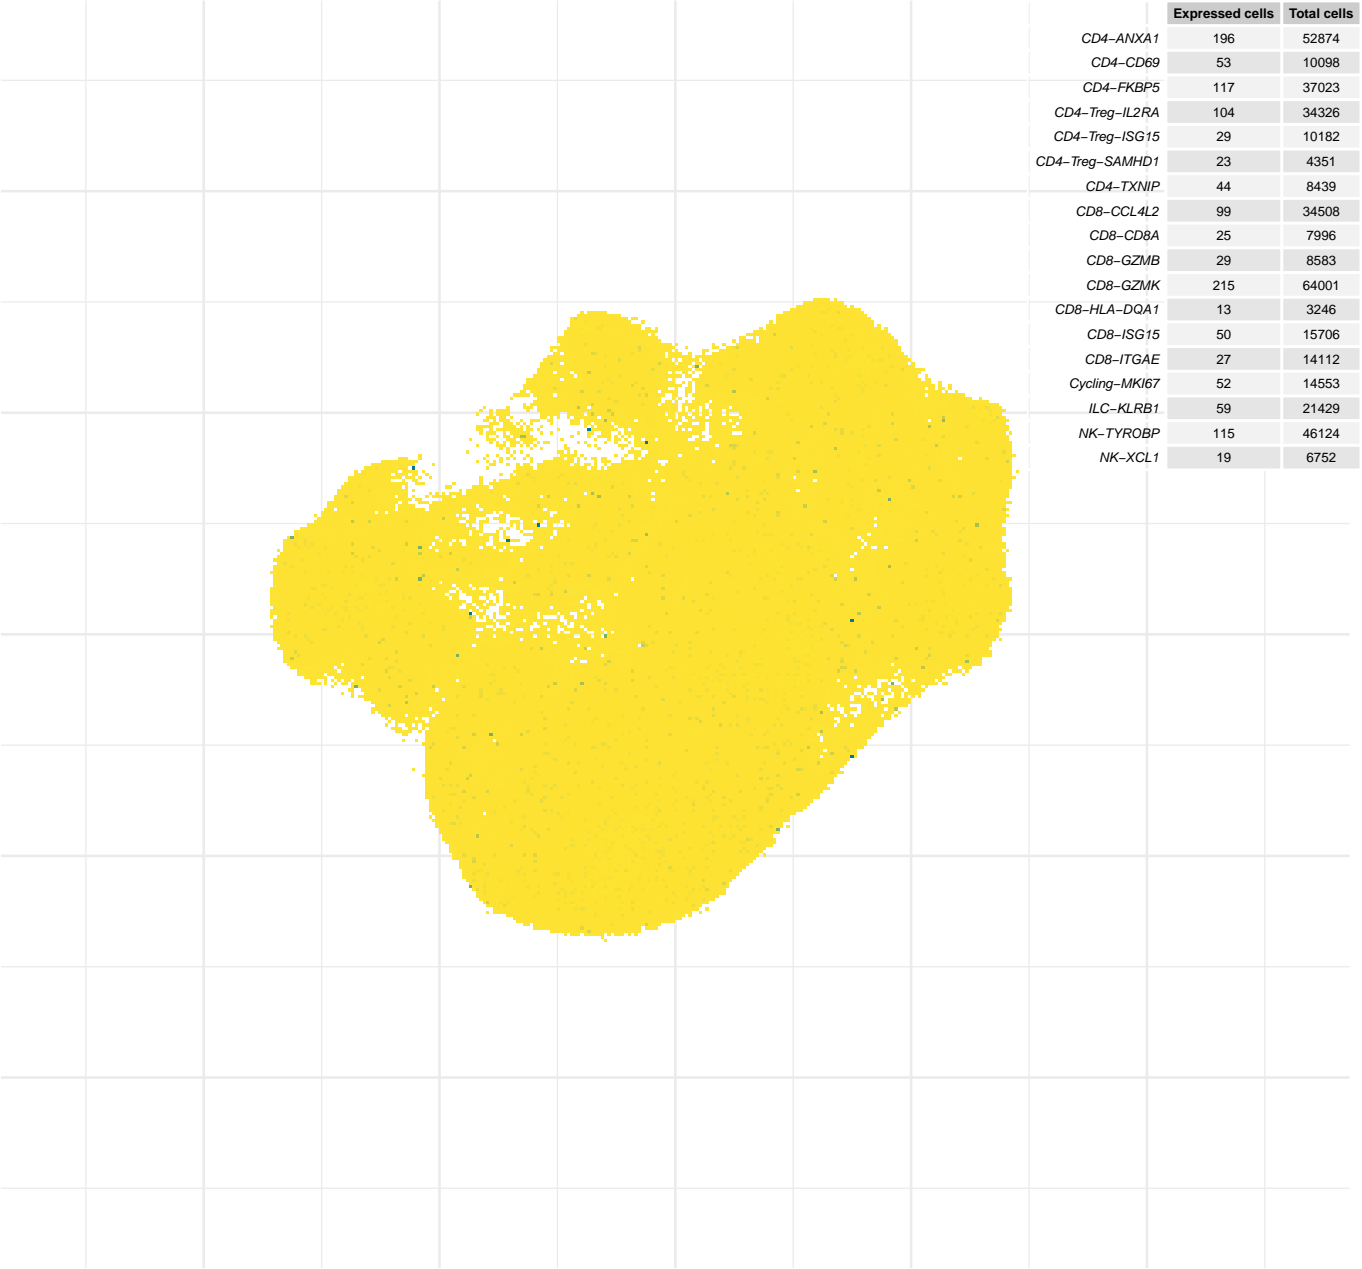 Expressed cells Total cells
CD4−ANXA1 196 52874
CD4−CD69 53 10098
CD4−FKBP5 117 37023
CD4−Treg−IL2RA 104 34326
CD4−Treg−ISG15 29 10182
CD4−Treg−SAMHD1 23 4351
CD4−TXNIP 44 8439
CD8−CCL4L2 99 34508
CD8−CD8A 25 7996
CD8−GZMB 29 8583
CD8−GZMK 215 64001
CD8−HLA−DQA1 13 3246
CD8−ISG15 50 15706
CD8−ITGAE 27 14112
Cycling−MKI67 52 14553
ILC−KLRB1 59 21429
NK−TYROBP 115 46124
NK−XCL1 19 6752